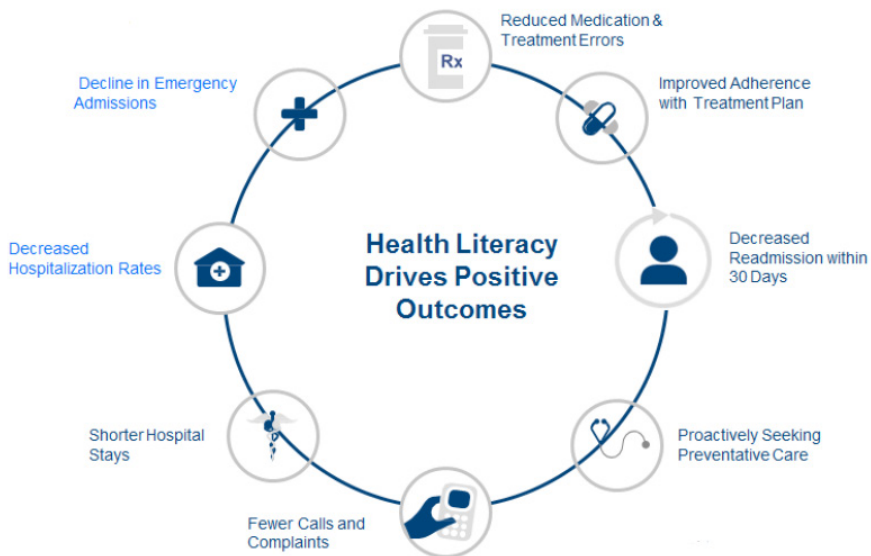 Reduced Medication &
Treatment Errors
Rx
Decline in Emergency
Admissions
Improved Adherence
with Treatment Plan
Health Literacy
Drives Positive
Outcomes
Decreased
Hospitalization Rates
Decreased
Readmission within
30 Days
Shorter Hospital
Stays
Proactively Seeking
Preventative Care
Fewer Calls and
Complaints